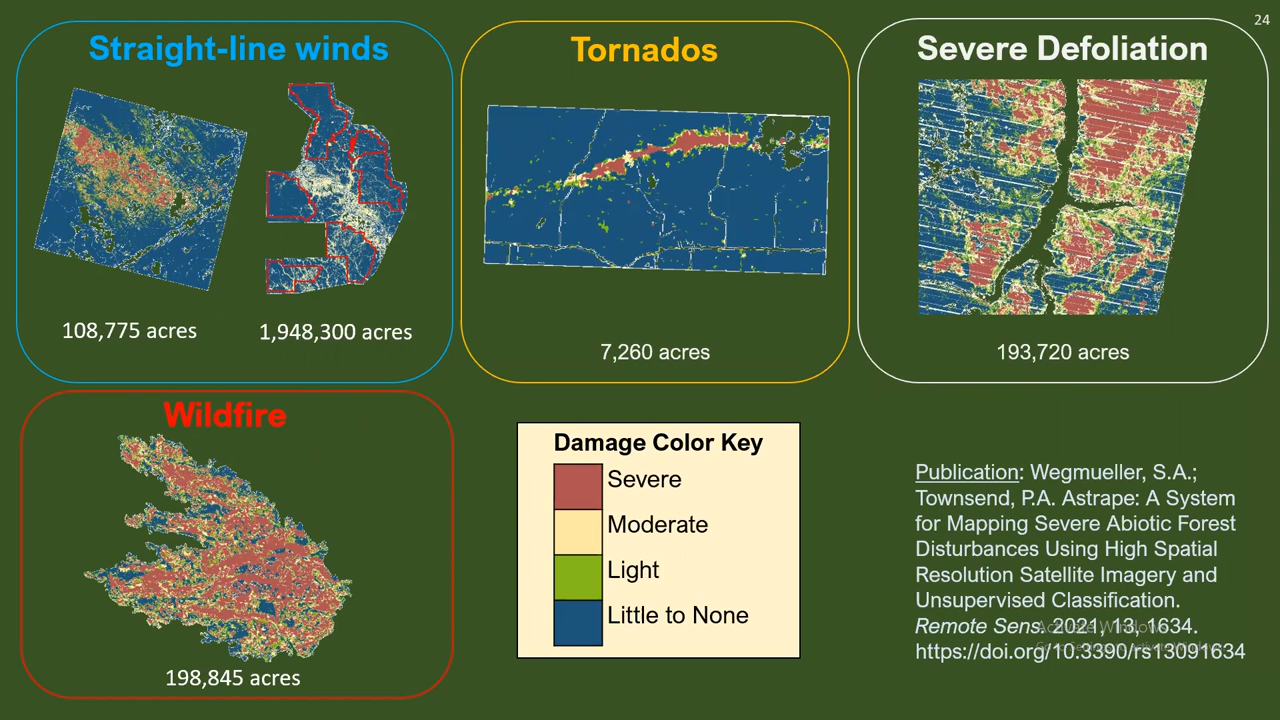 24
Straight-line winds
108,775 acres
1,948,300 acres
Tornados
7,260 acres
Severe Defoliation
193,720 acres
Wildfire
198,845 acres
Damage Color Key
Severe
Moderate
Light
Little to None
Publication: Wegmueller, S.A.;
Townsend, P.A. Astrape: A System
for Mapping Severe Abiotic Forest
Disturbances Using High Spatial
Resolution Satellite Imagery and
Unsupervised Classification.
Remote Sens. 2021, 13, 1634.
https://doi.org/10.3390/rs13091634
Activate Windows